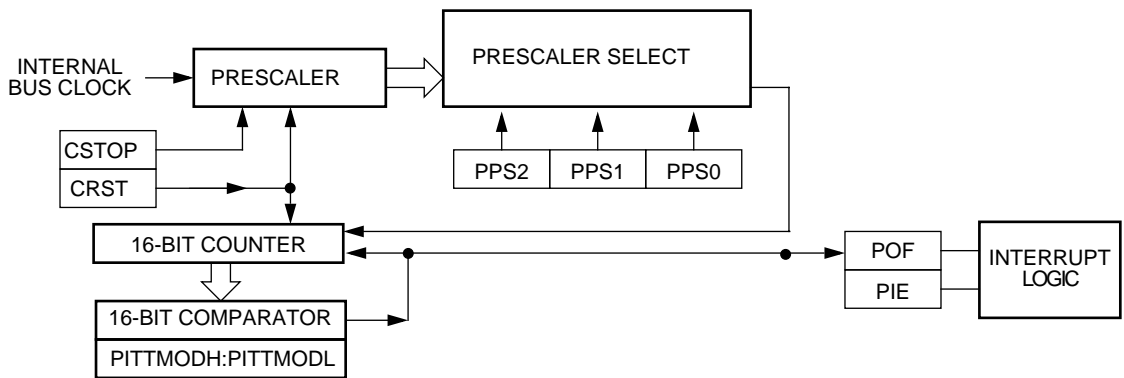 INTERNAL
BUS CLOCK
PRESCALER
PRESCALER SELECT
CSTOP
CRST
PPS2
PPS1
PPS0
16-BIT COUNTER
16-BIT COMPARATOR
PITTMODH:PITTMODL
POF
PIE
INTERRUPT
LOGIC